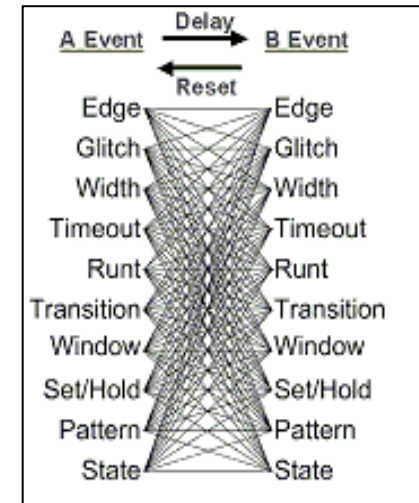 Delay
A Event B Event
Reset
Edge Edge
Glitch Glitch
Width Width
Timeout Timeout
Runt Runt
Transition Transition
Window Window
Set/Hold Set/Hold
Pattern Pattern
State State